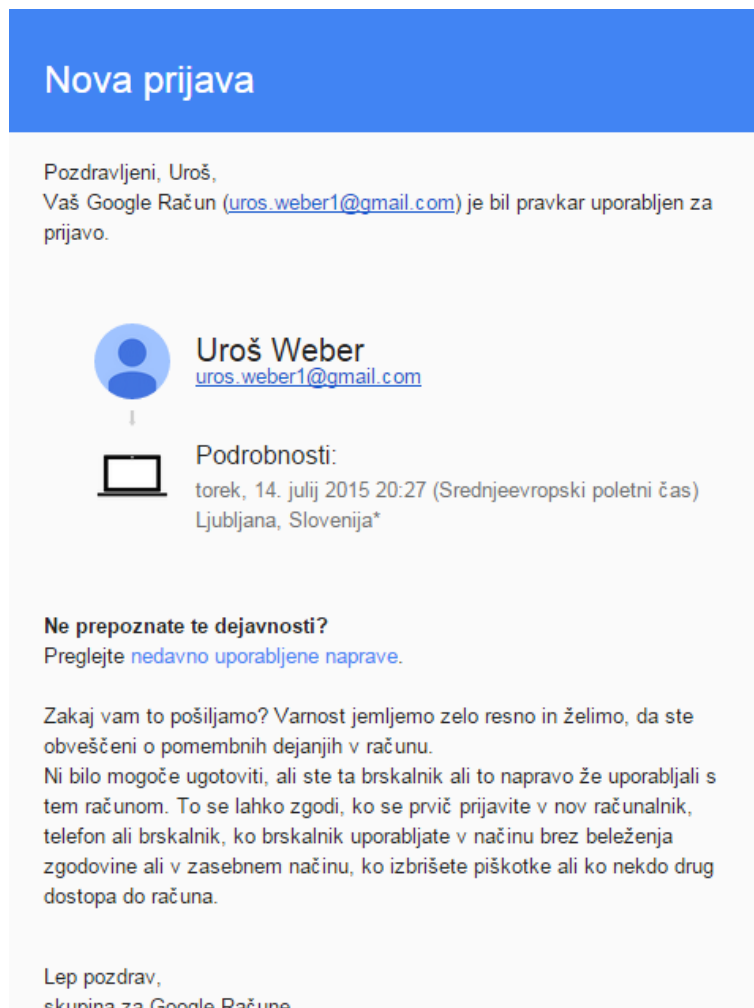 Nova prijava
Pozdravljeni, Uroš,
Vaš Google Račun (uros.weber1@gmail.com) je bil pravkar uporabljen za
prijavo.
Uroš Weber
uros.weber1@gmail.com
Podrobnosti:
torek, 14. julij 2015 20:27 (Srednjeevropski poletni čas)
Ljubljana, Slovenija*
Ne prepoznate te dejavnosti?
Preglejte nedavno uporabljene naprave.
Zakaj vam to pošiljamo? Varnost jemljemo zelo resno in želimo, da ste
obveščeni o pomembnih dejanjih v računu.
Ni bilo mogoče ugotoviti, ali ste ta brskalnik ali to napravo že uporabljali s
tem računom. To se lahko zgodi, ko se prvič prijavite v nov računalnik,
telefon ali brskalnik, ko brskalnik uporabljate v načinu brez beleženja
zgodovine ali v zasebnem načinu, ko izbrišete piškotke ali ko nekdo drug
dostopa do računa.
Lep pozdrav,
skupina za Google Račune